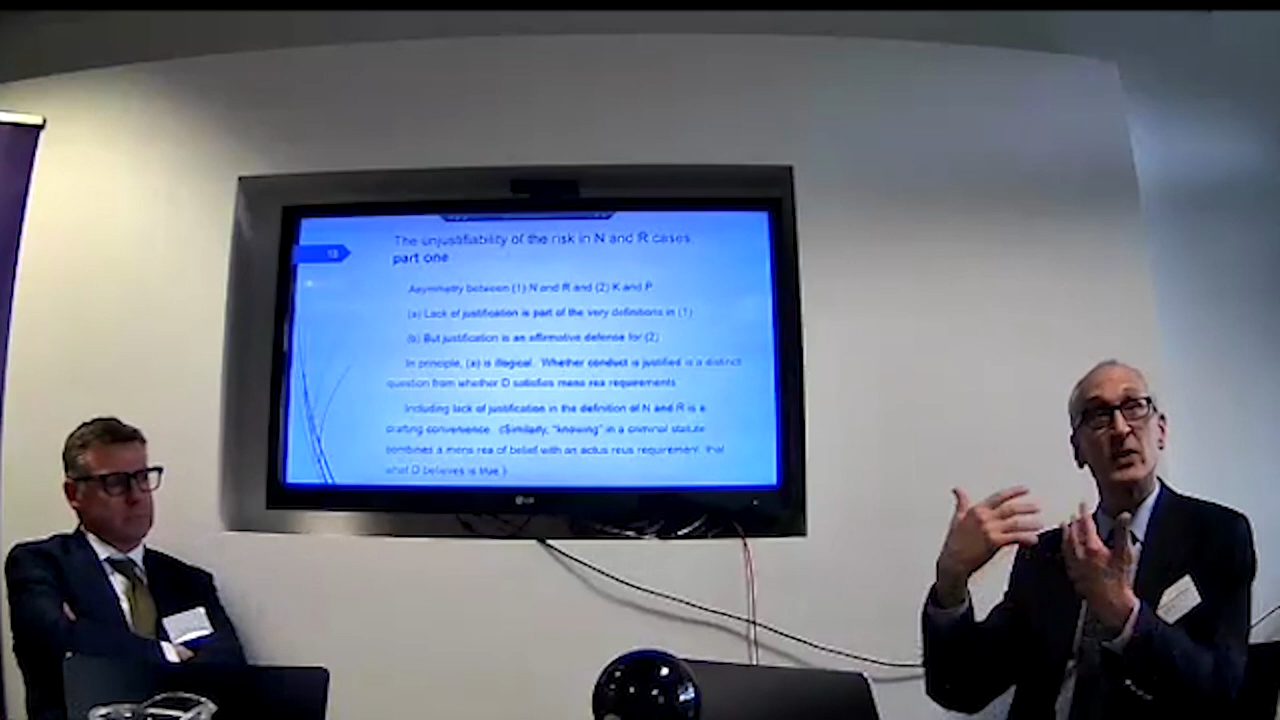 13
The unjustifiability of the risk in N and R cases,
part one
Asymmetry between (1) N and R and (2) K and P
(a) Lack of justification is part of the very definitions in (1)
(b) But justification is an affirmative defense for (2)
In principle, (a) is illogical. Whether conduct is justified is a distinct
question from whether D satisfies mens rea requirements
Including lack of justification in the definition of N and R is a
drafting convenience. (Similarly, "knowing" in a criminal statute
combines a mens rea of belief with an actus reus requirement, that
what D believes is true.)
LG